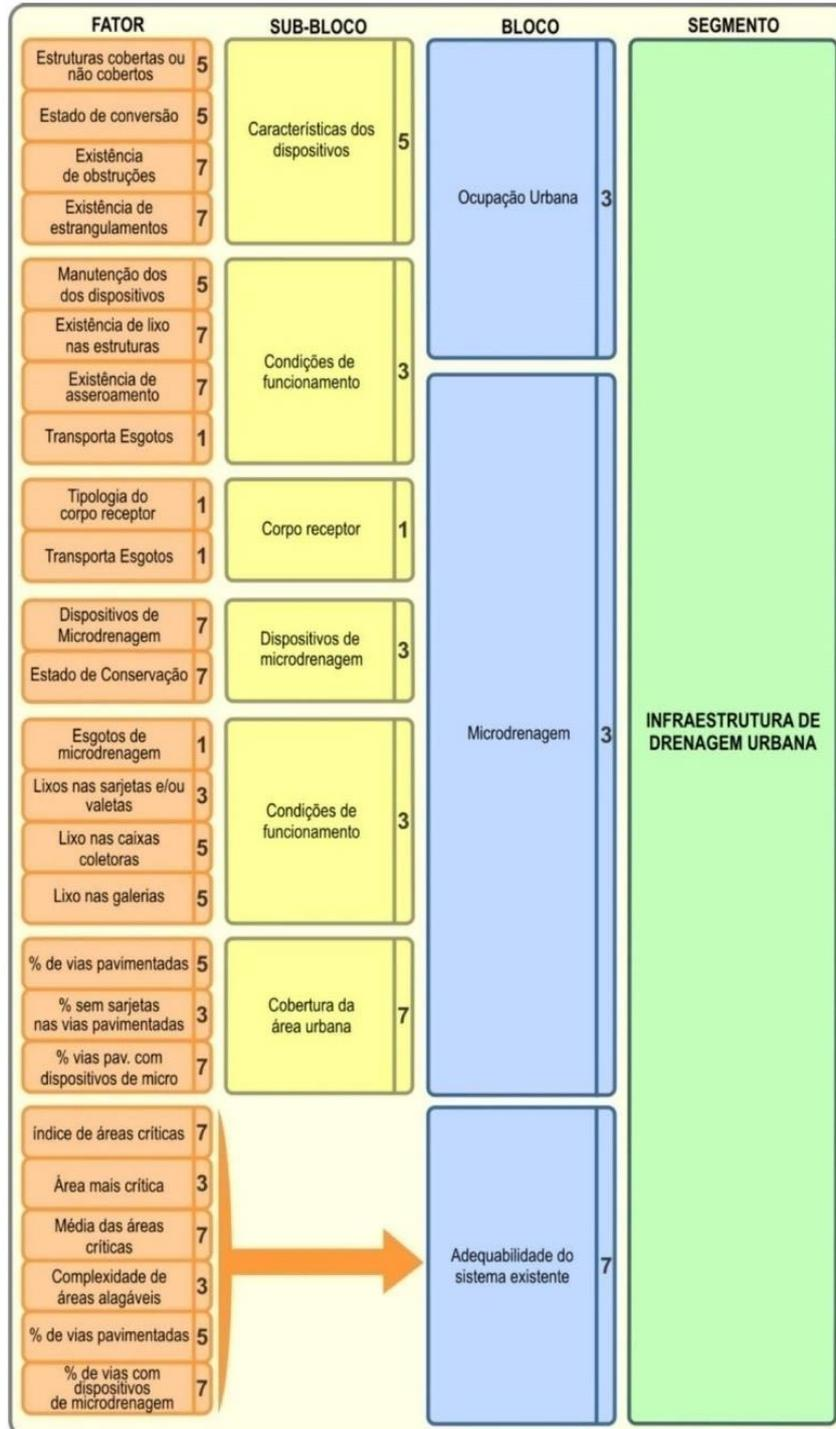 FATOR
SUB-BLOCO
BLOCO
SEGMENTO
Estruturas cobertas ou
não cobertos
5
Estado de conversão
5
Existência
de obstruções
7
Existência de
estrangulamentos
7
Características dos
dispositivos
5
Ocupação Urbana
3
Manutenção dos
dos dispositivos
5
Existência de lixo
nas estruturas
7
Existência de
asseroamento
7
Transporta Esgotos
1
Condições de
funcionamento
3
Tipologia do
corpo receptor
1
Transporta Esgotos
1
Corpo receptor
1
Dispositivos de
Microdrenagem
7
Estado de Conservação
7
Dispositivos de
microdrenagem
3
Microdrenagem
3
INFRAESTRUTURA DE
DRENAGEM URBANA
Esgotos de
microdrenagem
1
Lixos nas sarjetas e/ou
valetas
3
Lixo nas caixas
coletoras
5
Lixo nas galerias
5
Condições de
funcionamento
3
% de vias pavimentadas
5
% sem sarjetas
nas vias pavimentadas
3
% vias pav. com
dispositivos de micro
7
Cobertura da
área urbana
7
índice de áreas críticas
7
Área mais crítica
3
Média das áreas
críticas
7
Complexidade de
áreas alagáveis
3
% de vias pavimentadas
5
% de vias com
dispositivos
de microdrenagem
7
Adequabilidade do
sistema existente
7